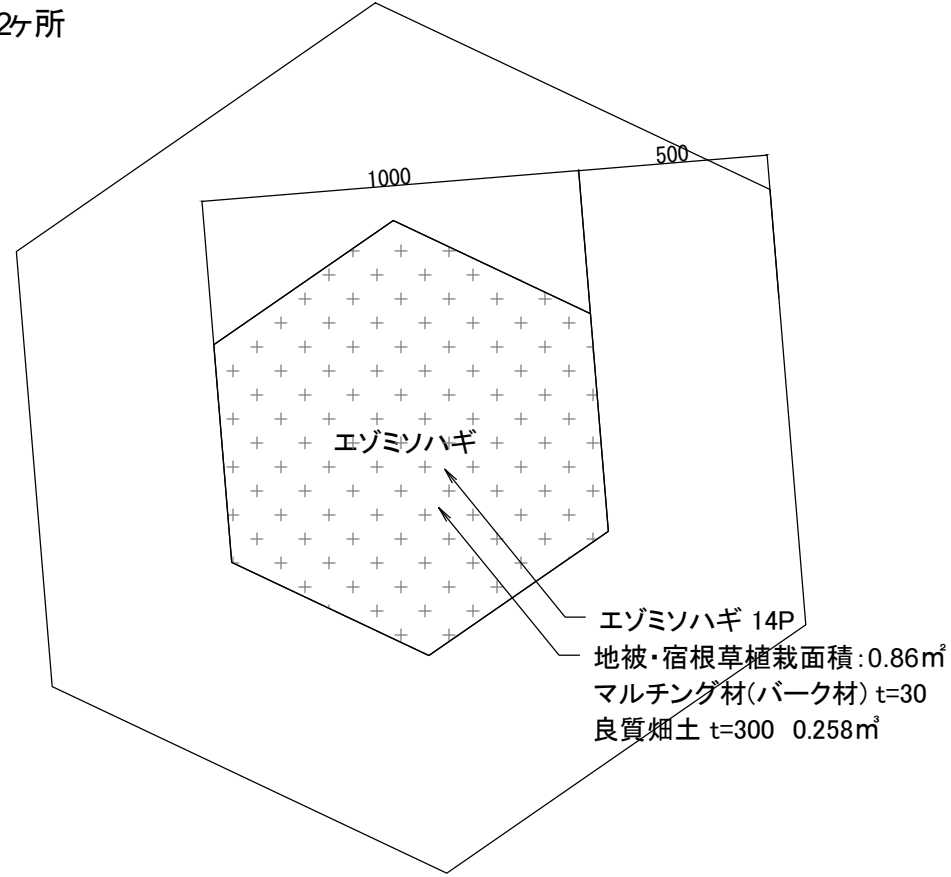 2ヶ所
500
1000
エゾミソハギ
エゾミソハギ 14P
地被・宿根草植栽面積：0.86㎡
マルチング材(バーク材) t=30
良質畑土 t=300 0.258㎥